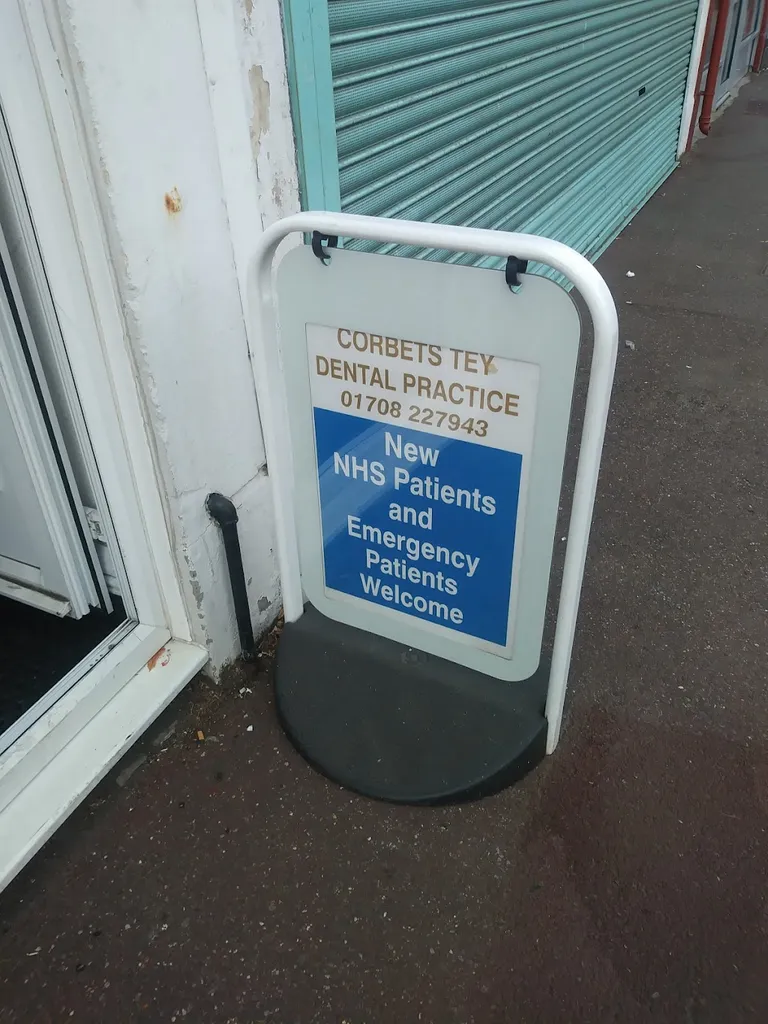 CORBETS TEY
DENTAL PRACTICE
01708 227943
New
NHS Patients
and
Emergency
Patients
Welcome